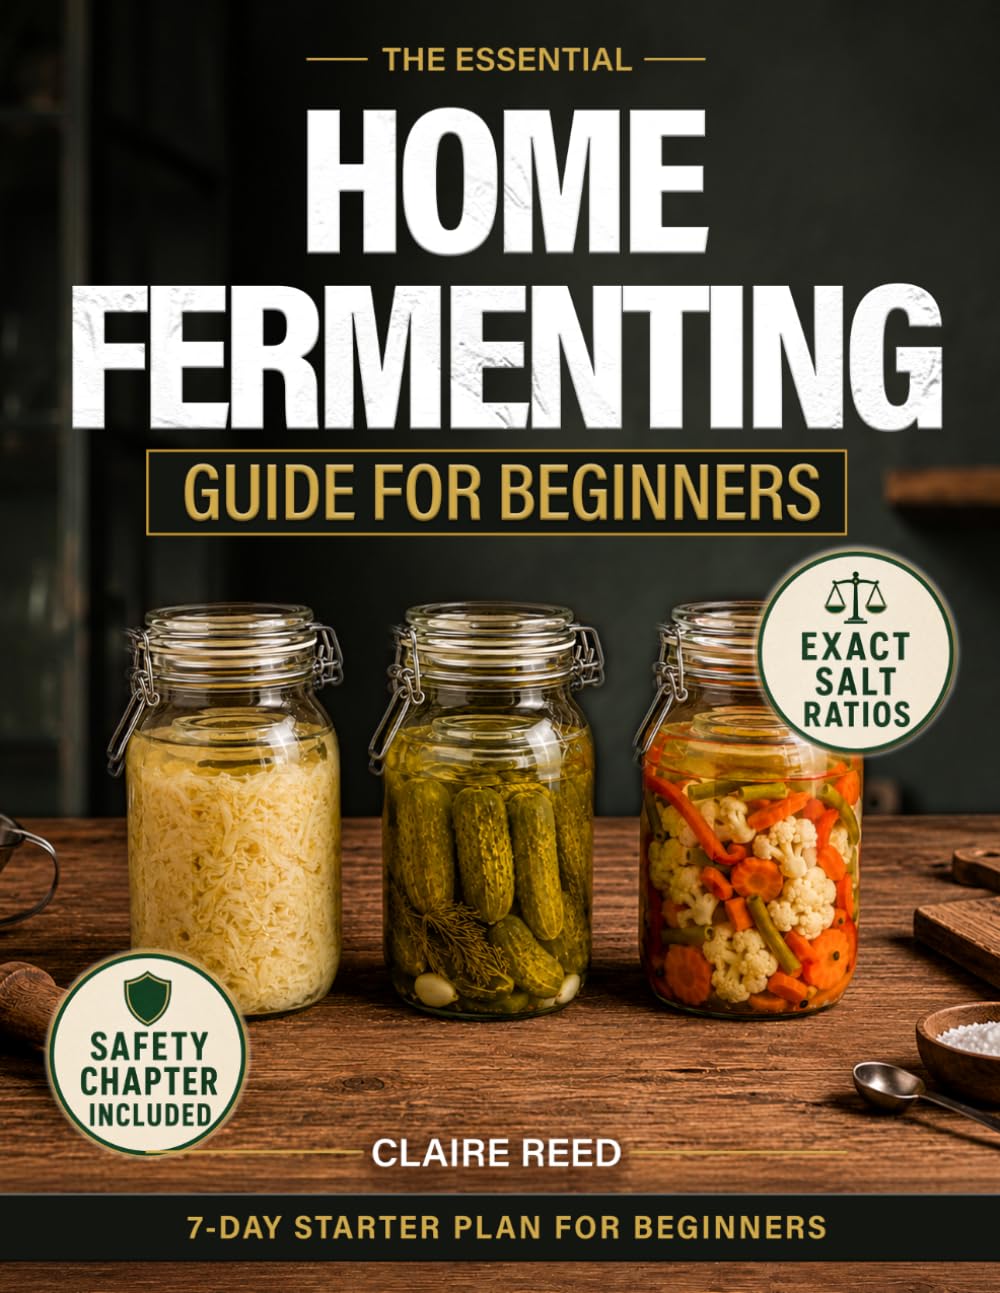 THE ESSENTIAL
HOME
FERMENTING
GUIDE FOR BEGINNERS
EXACT
SALT
RATIOS
SAFETY
CHAPTER
INCLUDED
CLAIRE REED
7-DAY STARTER PLAN FOR BEGINNERS